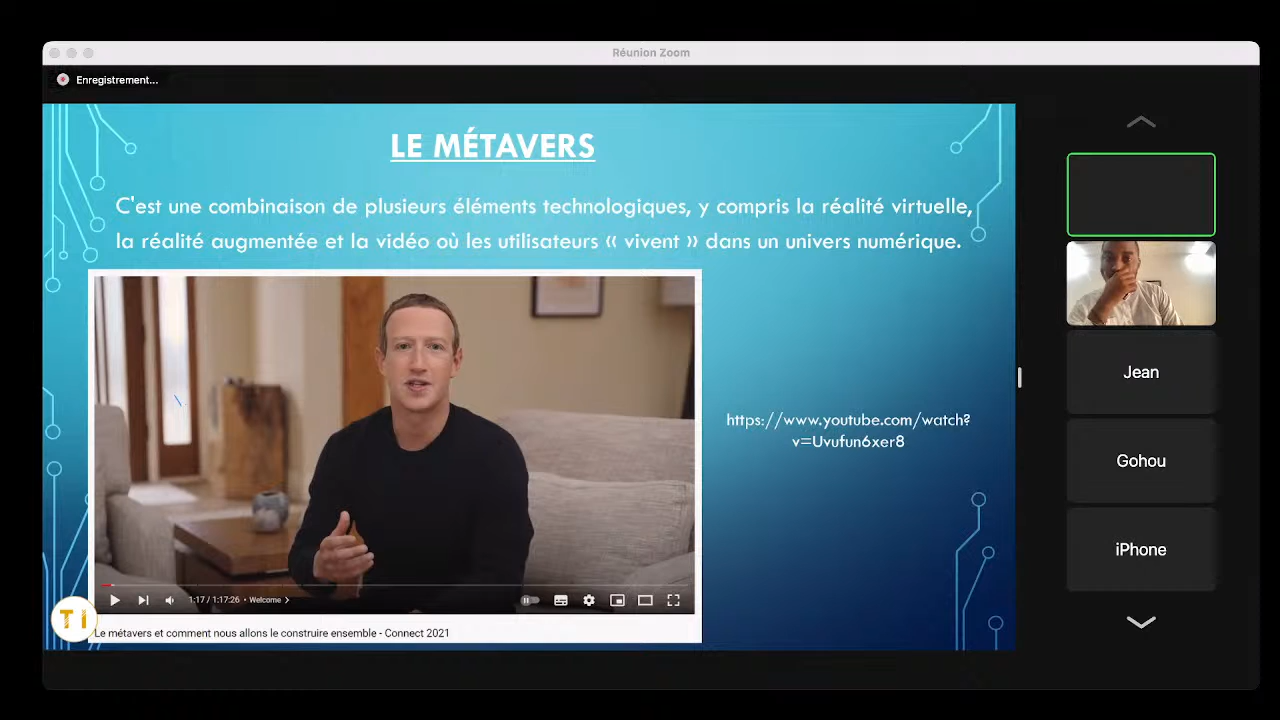 Réunion Zoom
Enregistrement...
LE MÉTAVERS
C'est une combinaison de plusieurs éléments technologiques, y compris la réalité virtuelle,
la réalité augmentée et la vidéo où les utilisateurs « vivent » dans un univers numérique.
https://www.youtube.com/watch?
v=Uvufun6xer8
1:17 / 1:17:26 • Welcome
TI
Le métavers et comment nous allons le construire ensemble - Connect 2021
Jean
Gohou
iPhone